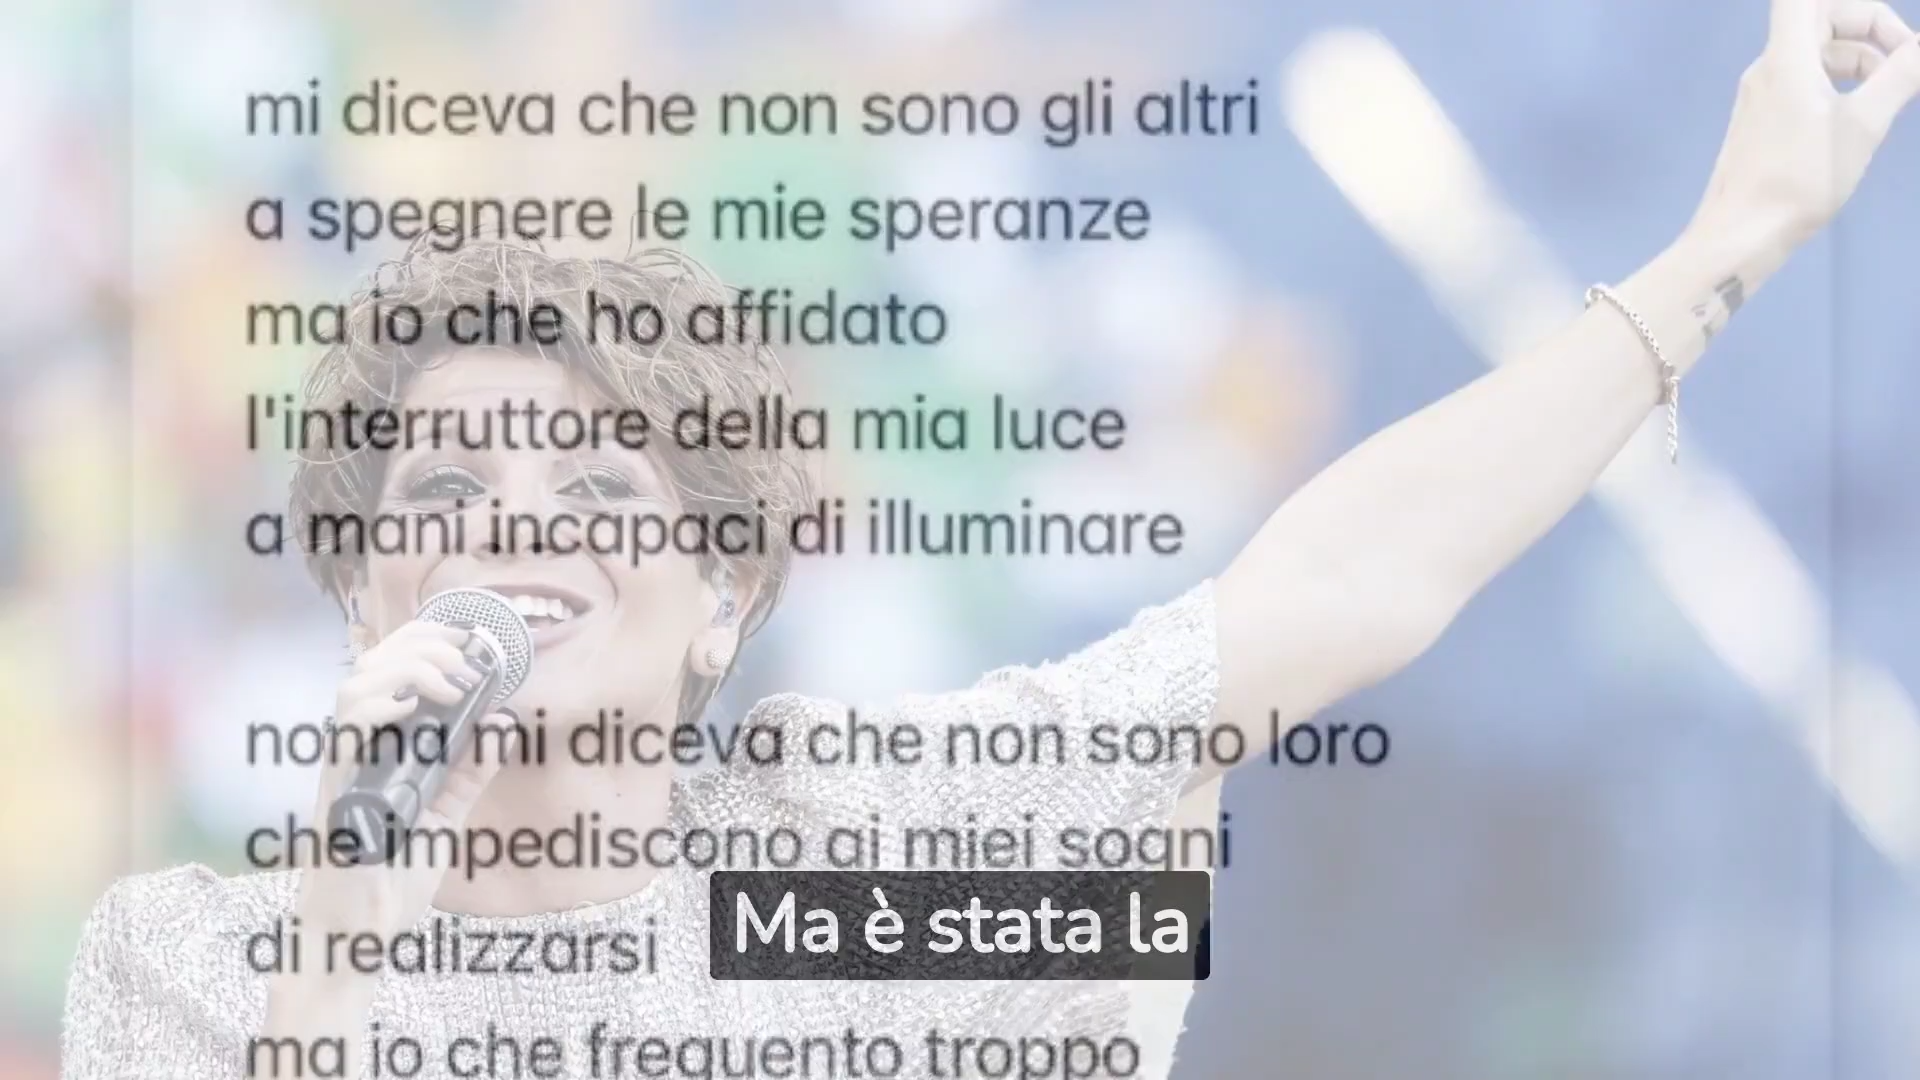 mi diceva che non sono gli altri
a spegnere le mie speranze
ma io che ho affidato
l'interruttore della mia luce
a mani incapaci di illuminare
nonna mi diceva che non sono loro
che impediscono ai miei sogni
di realizzarsi
Ma è stata la
ma io che frequento troppo